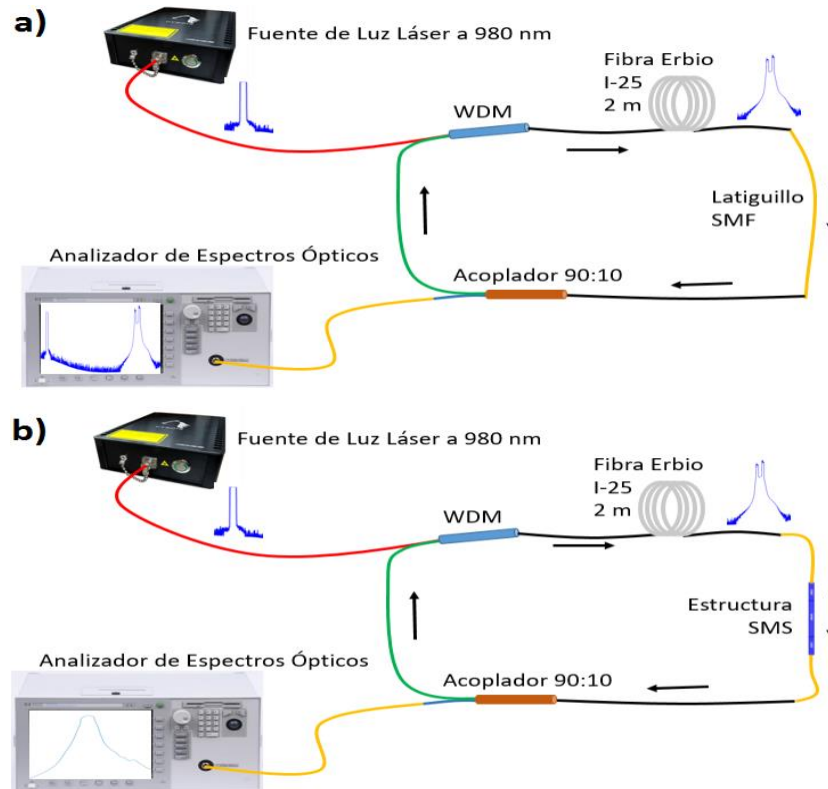 a)
Fuente de Luz Láser a 980 nm
Fibra Erbio
I-25
2 m
WDM
Latiguillo
SMF
Analizador de Espectros Ópticos
Acoplador 90:10
b)
Fuente de Luz Láser a 980 nm
Fibra Erbio
I-25
2 m
WDM
Estructura
SMS
Analizador de Espectros Ópticos
Acoplador 90:10